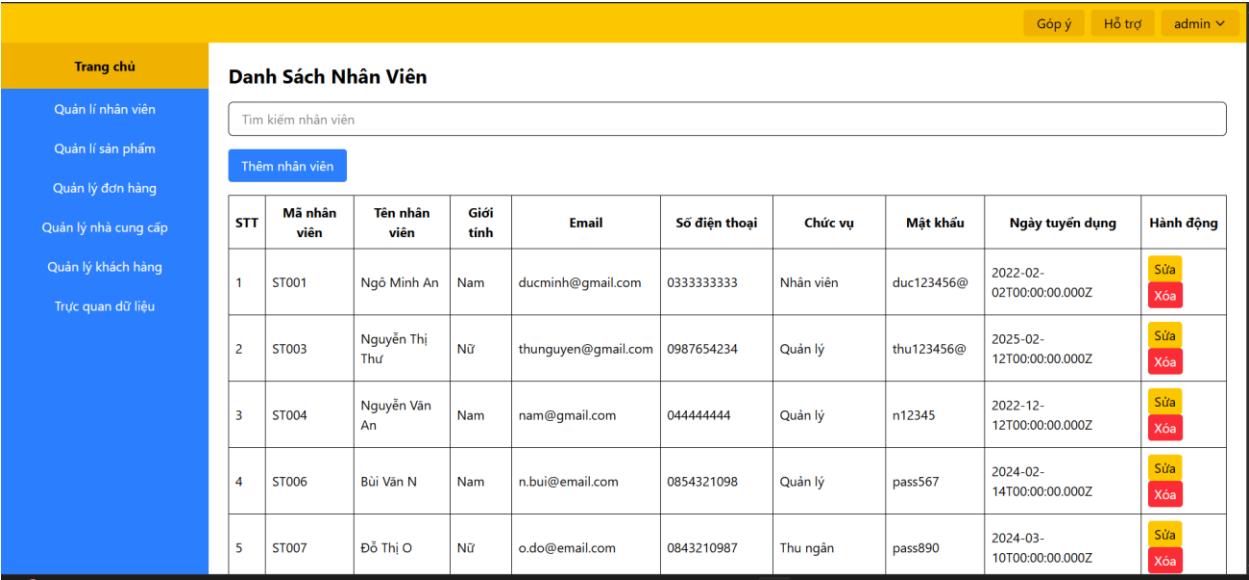 Góp ý Hỗ trợ admin
Trang chủ
Quản lí nhân viên
Quản lí sản phẩm
Quản lý đơn hàng
Quản lý nhà cung cấp
Quản lý khách hàng
Trực quan dữ liệu
Danh Sách Nhân Viên
Tìm kiếm nhân viên
Thêm nhân viên
STT Mã nhân viên Tên nhân viên Giới tính Email Số điện thoại Chức vụ Mật khẩu Ngày tuyển dụng Hành động
1 ST001 Ngô Minh An Nam ducminh@gmail.com 0333333333 Nhân viên duc123456@ 2022-02-02T00:00:00.000Z Sửa Xóa
2 ST003 Nguyễn Thị Thư Nữ thunguyen@gmail.com 0987654234 Quản lý thu123456@ 2025-02-12T00:00:00.000Z Sửa Xóa
3 ST004 Nguyễn Văn An Nam nam@gmail.com 044444444 Quản lý n12345 2022-12-12T00:00:00.000Z Sửa Xóa
4 ST006 Bùi Văn N Nam n.bui@email.com 0854321098 Quản lý pass567 2024-02-14T00:00:00.000Z Sửa Xóa
5 ST007 Đỗ Thị O Nữ o.do@email.com 0843210987 Thu ngân pass890 2024-03-10T00:00:00.000Z Sửa Xóa